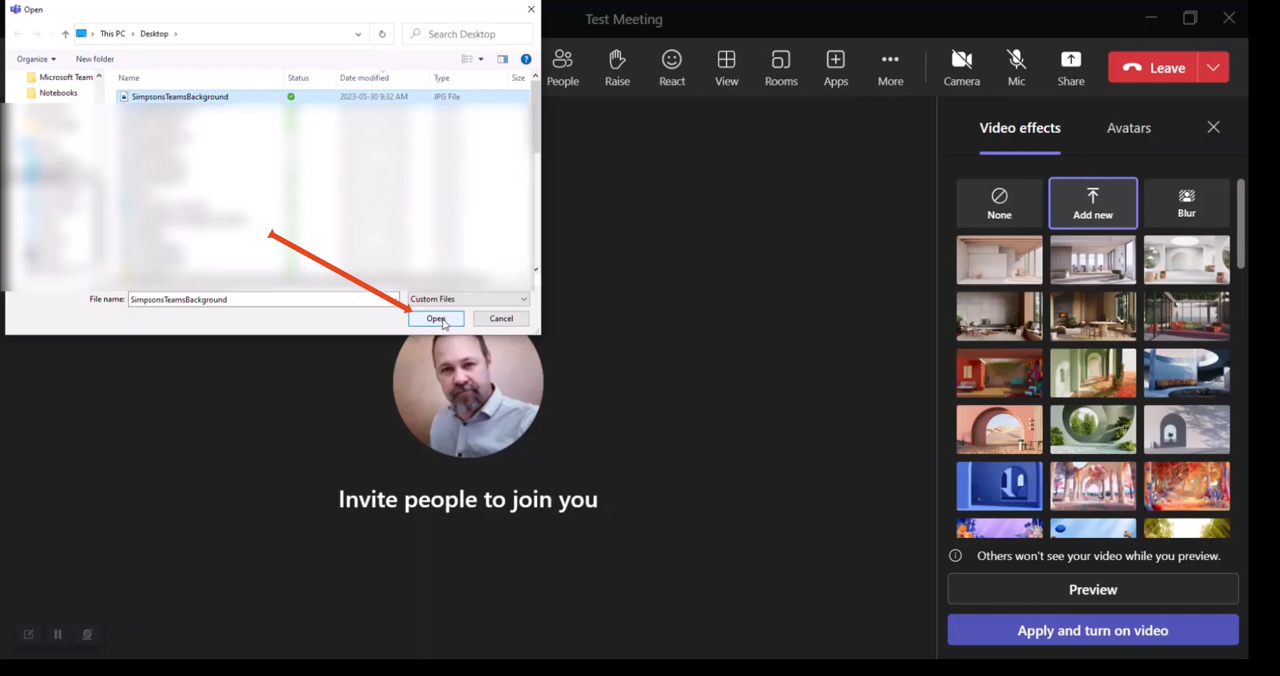 Open
This PC > Desktop >
Search Desktop
Organize
New folder
Name
Status
Date modified
Type
Size
Microsoft Team
Notebooks
SimpsonsTeamsBackground
2023-05-30 9:32 AM
JPG File
File name:
SimpsonsTeamsBackground
Custom Files
Open
Cancel
Test Meeting
People
Raise
React
View
Rooms
Apps
More
Camera
Mic
Share
Leave
Invite people to join you
Video effects
Avatars
None
Add new
Blur
Others won't see your video while you preview.
Preview
Apply and turn on video